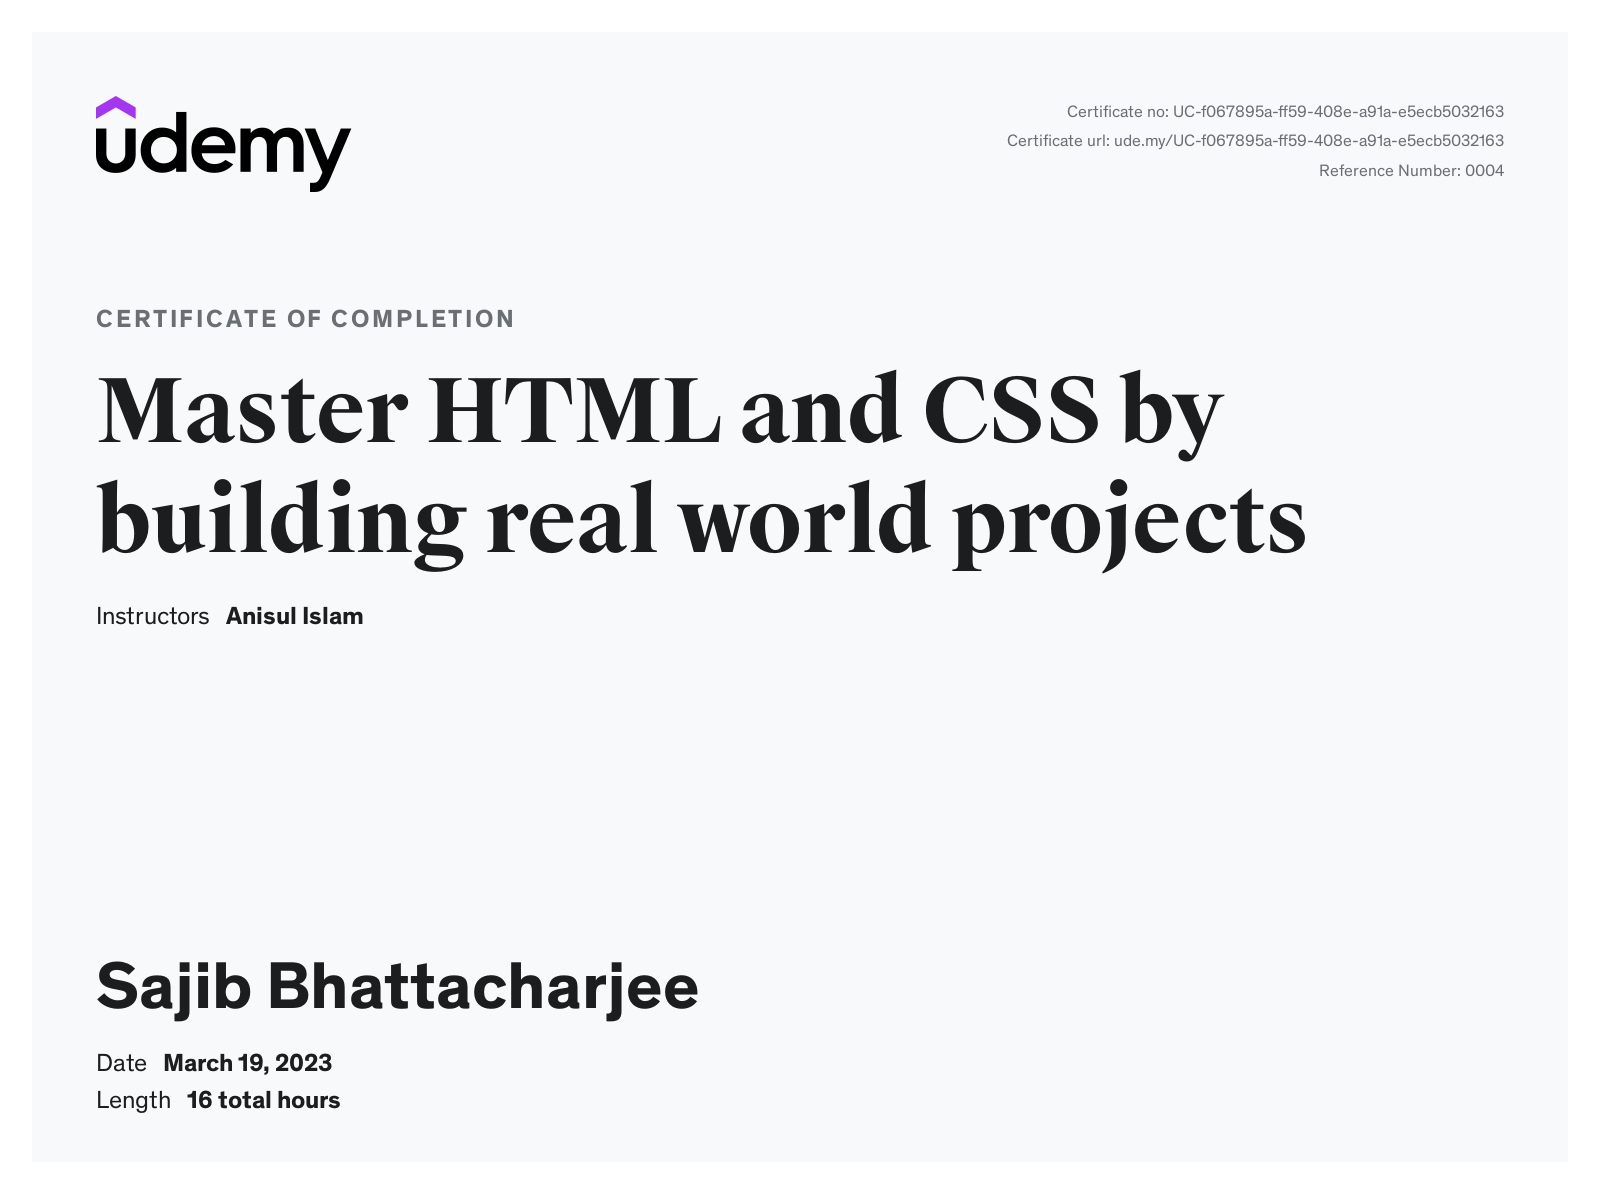 udemy
Certificate no: UC-f067895a-ff59-408e-a91a-e5ecb5032163
Certificate url: ude.my/UC-f067895a-ff59-408e-a91a-e5ecb5032163
Reference Number: 0004
CERTIFICATE OF COMPLETION
Master HTML and CSS by
building real world projects
Instructors Anisul Islam
Sajib Bhattacharjee
Date March 19, 2023
Length 16 total hours